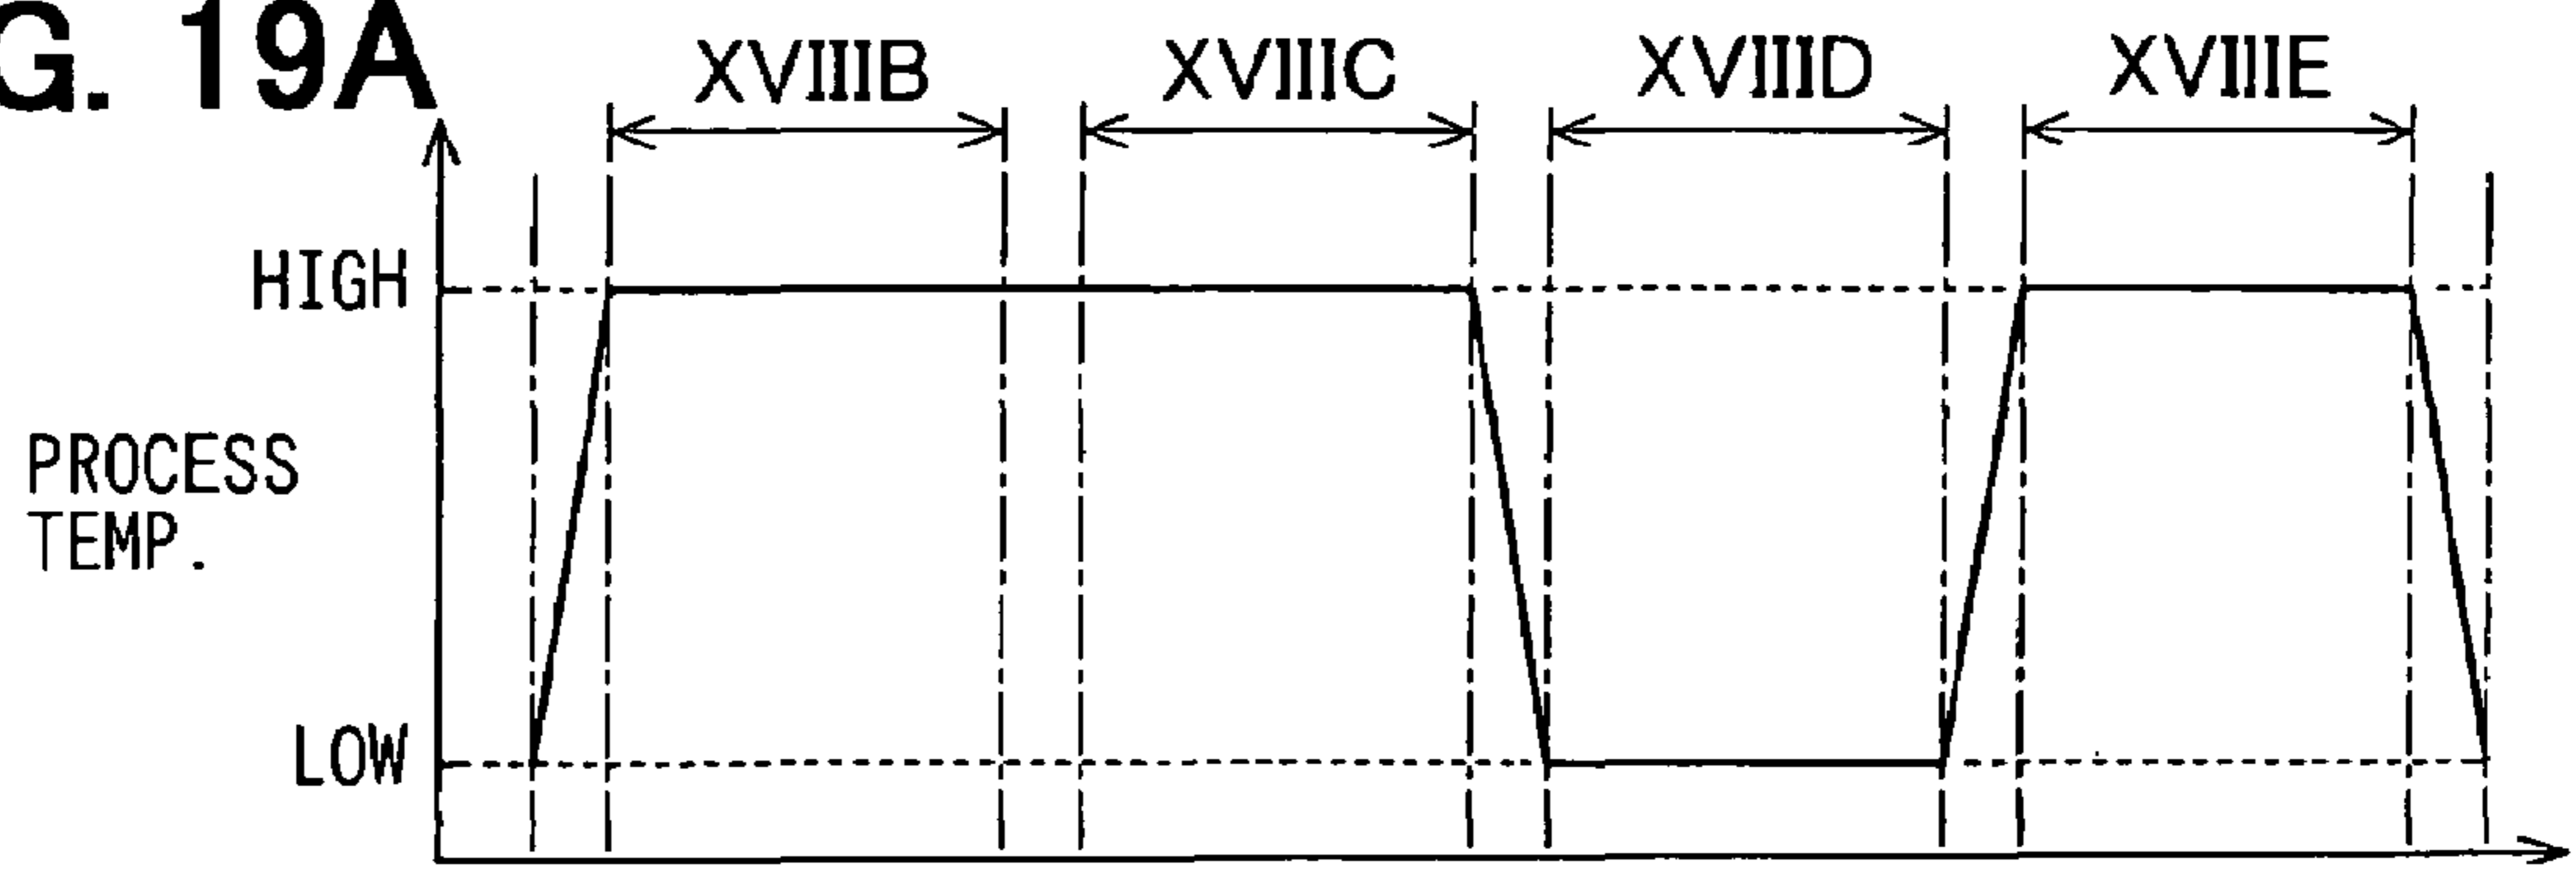 G. 19A
XVIIIB XVIIIC XVIIID XVIIIE
HIGH
PROCESS
TEMP.
LOW